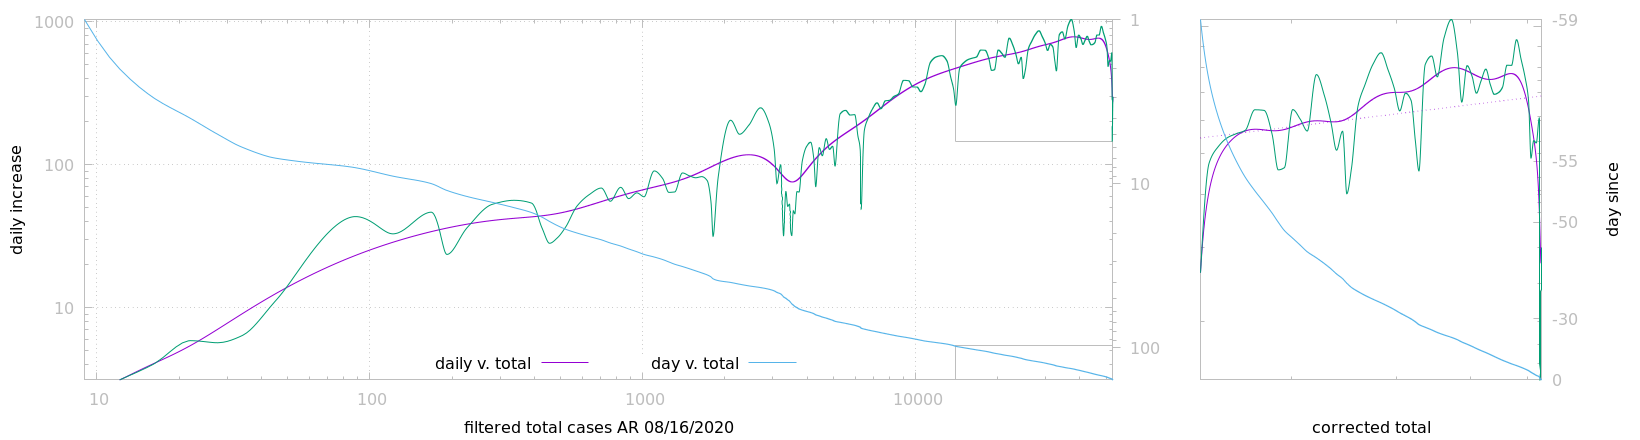 1000
100
10
daily increase
10
100
1000
10000
filtered total cases AR 08/16/2020
daily v. total
day v. total
1
10
100
-59
-55
-50
-30
0
day since
corrected total